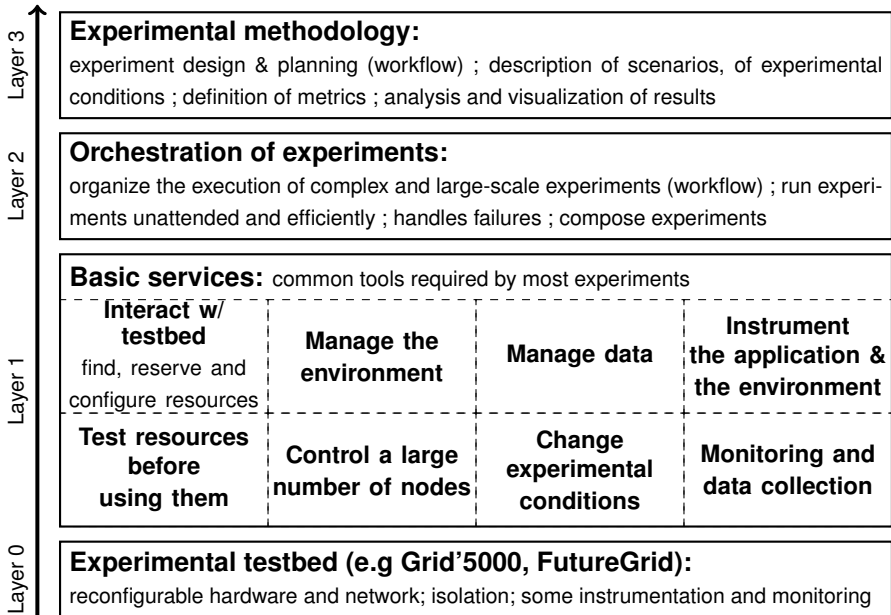 Layer 3
Experimental methodology:
experiment design & planning (workflow) ; description of scenarios, of experimental
conditions ; definition of metrics ; analysis and visualization of results
Layer 2
Orchestration of experiments:
organize the execution of complex and large-scale experiments (workflow) ; run experi-
ments unattended and efficiently ; handles failures ; compose experiments
Layer 1
Basic services: common tools required by most experiments
Interact w/
testbed
find, reserve and
configure resources
Manage the
environment
Manage data
Instrument
the application &
the environment
Test resources
before
using them
Control a large
number of nodes
Change
experimental
conditions
Monitoring and
data collection
Layer 0
Experimental testbed (e.g Grid'5000, FutureGrid):
reconfigurable hardware and network; isolation; some instrumentation and monitoring